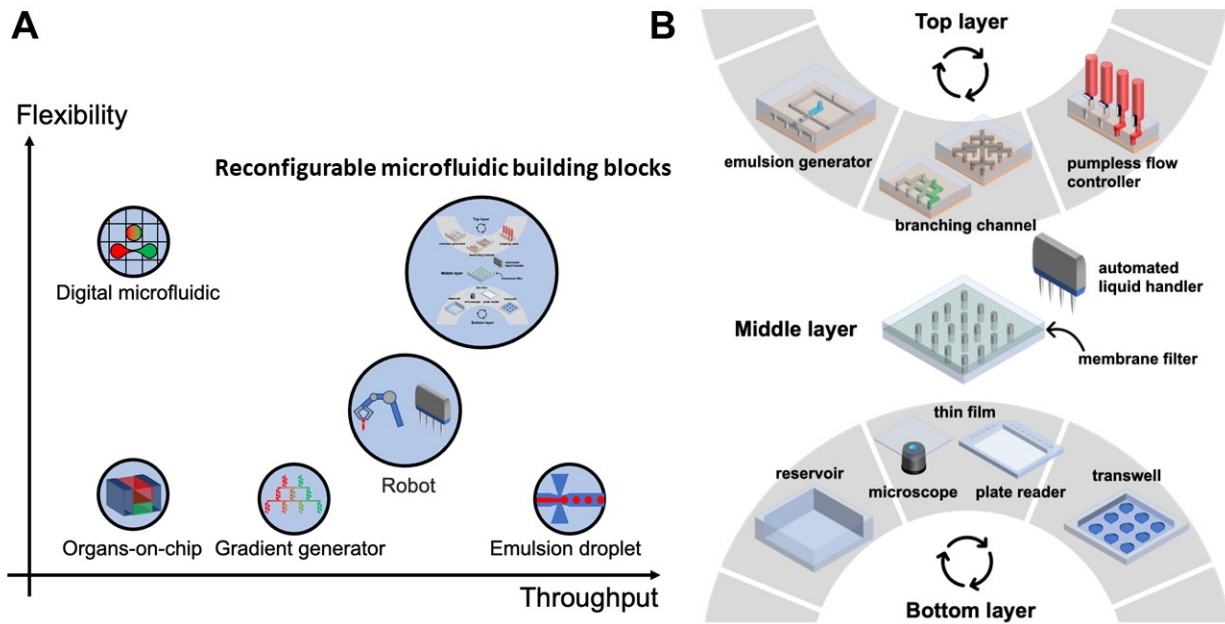 A
Flexibility
Reconfigurable microfluidic building blocks
Digital microfluidic
Robot
Organs-on-chip
Gradient generator
Emulsion droplet
Throughput
B
Top layer
emulsion generator
branching channel
pumpless flow
controller
automated
liquid handler
Middle layer
membrane filter
thin film
reservoir
microscope
plate reader
transwell
Bottom layer